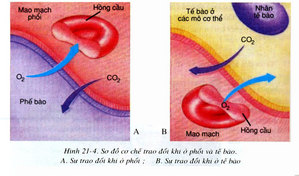 Mao mạch
phổi
Hồng cầu
O₂
CO₂
Phế bào
A
B
Tế bào ở
các mô cơ thể
Nhân
tế bào
CO₂
O₂
Mao mạch
Hồng cầu
Hình 21-4. Sơ đồ cơ chế trao đổi khí ở phổi và tế bào.
A. Sự trao đổi khí ở phổi ; B. Sự trao đổi khí ở tế bào